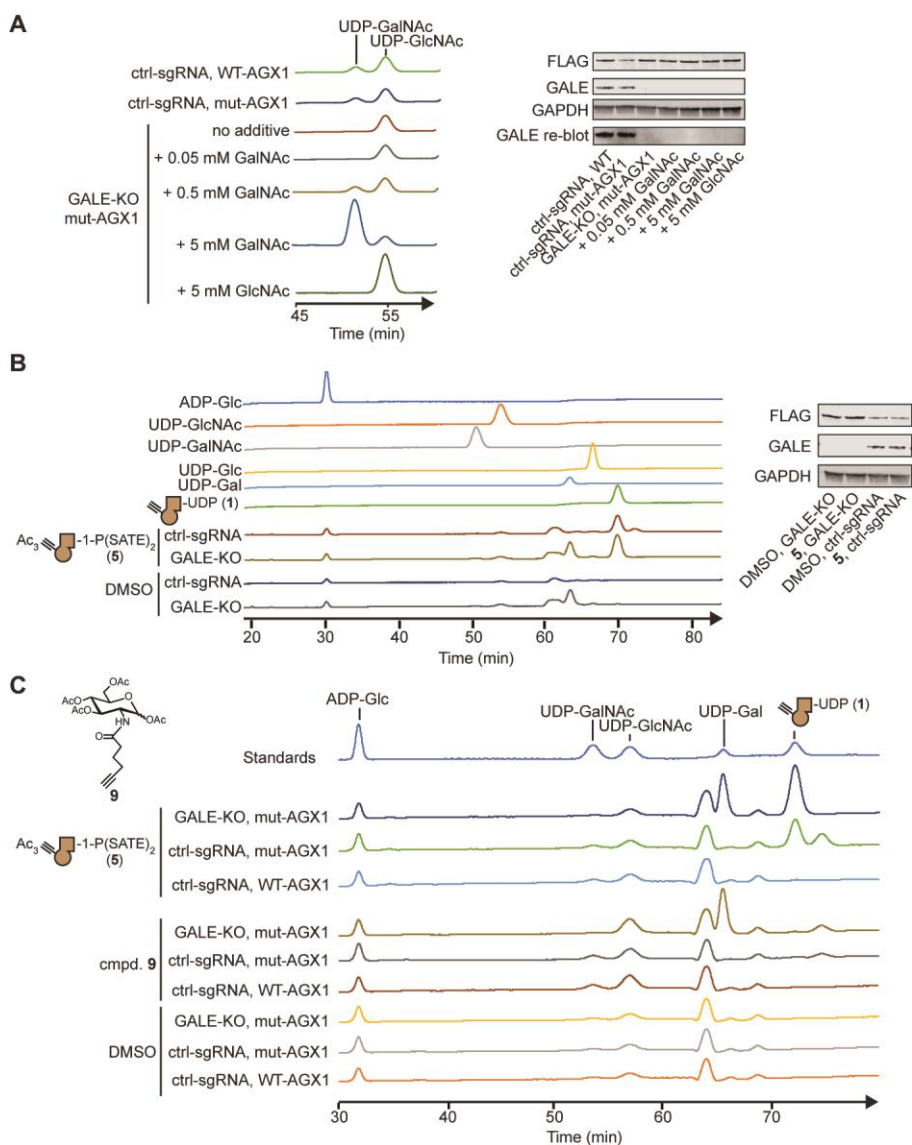 A
UDP-GalNAc
UDP-GlcNAc
ctrl-sgRNA, WT-AGX1
ctrl-sgRNA, mut-AGX1
no additive
+ 0.05 mM GalNAc
+ 0.5 mM GalNAc
+ 5 mM GalNAc
+ 5 mM GlcNAc
GALE-KO
mut-AGX1
45 55
Time (min)
FLAG
GALE
GAPDH
GALE re-blot
ctrl-sgRNA, WT
ctrl-sgRNA, mut-AGX1
GALE-KO, mut-AGX1
+ 0.05 mM GalNAc
+ 0.5 mM GalNAc
+ 5 mM GalNAc
+ 5 mM GlcNAc
B
ADP-Glc
UDP-GlcNAc
UDP-GalNAc
UDP-Glc
UDP-Gal
-UDP (1)
Ac3 -1-P(SATE)2
(5)
ctrl-sgRNA
GALE-KO
DMSO
ctrl-sgRNA
GALE-KO
20 30 40 50 60 70 80
Time (min)
FLAG
GALE
GAPDH
DMSO, GALE-KO
5, GALE-KO
DMSO, ctrl-sgRNA
5, ctrl-sgRNA
C
OAc
AcO
AcO
OAc
HN
O
9
ADP-Glc
UDP-GalNAc
UDP-GlcNAc
UDP-Gal
-UDP (1)
Standards
Ac3 -1-P(SATE)2
(5)
GALE-KO, mut-AGX1
ctrl-sgRNA, mut-AGX1
ctrl-sgRNA, WT-AGX1
cmpd. 9
GALE-KO, mut-AGX1
ctrl-sgRNA, mut-AGX1
ctrl-sgRNA, WT-AGX1
DMSO
GALE-KO, mut-AGX1
ctrl-sgRNA, mut-AGX1
ctrl-sgRNA, WT-AGX1
30 40 50 60 70
Time (min)